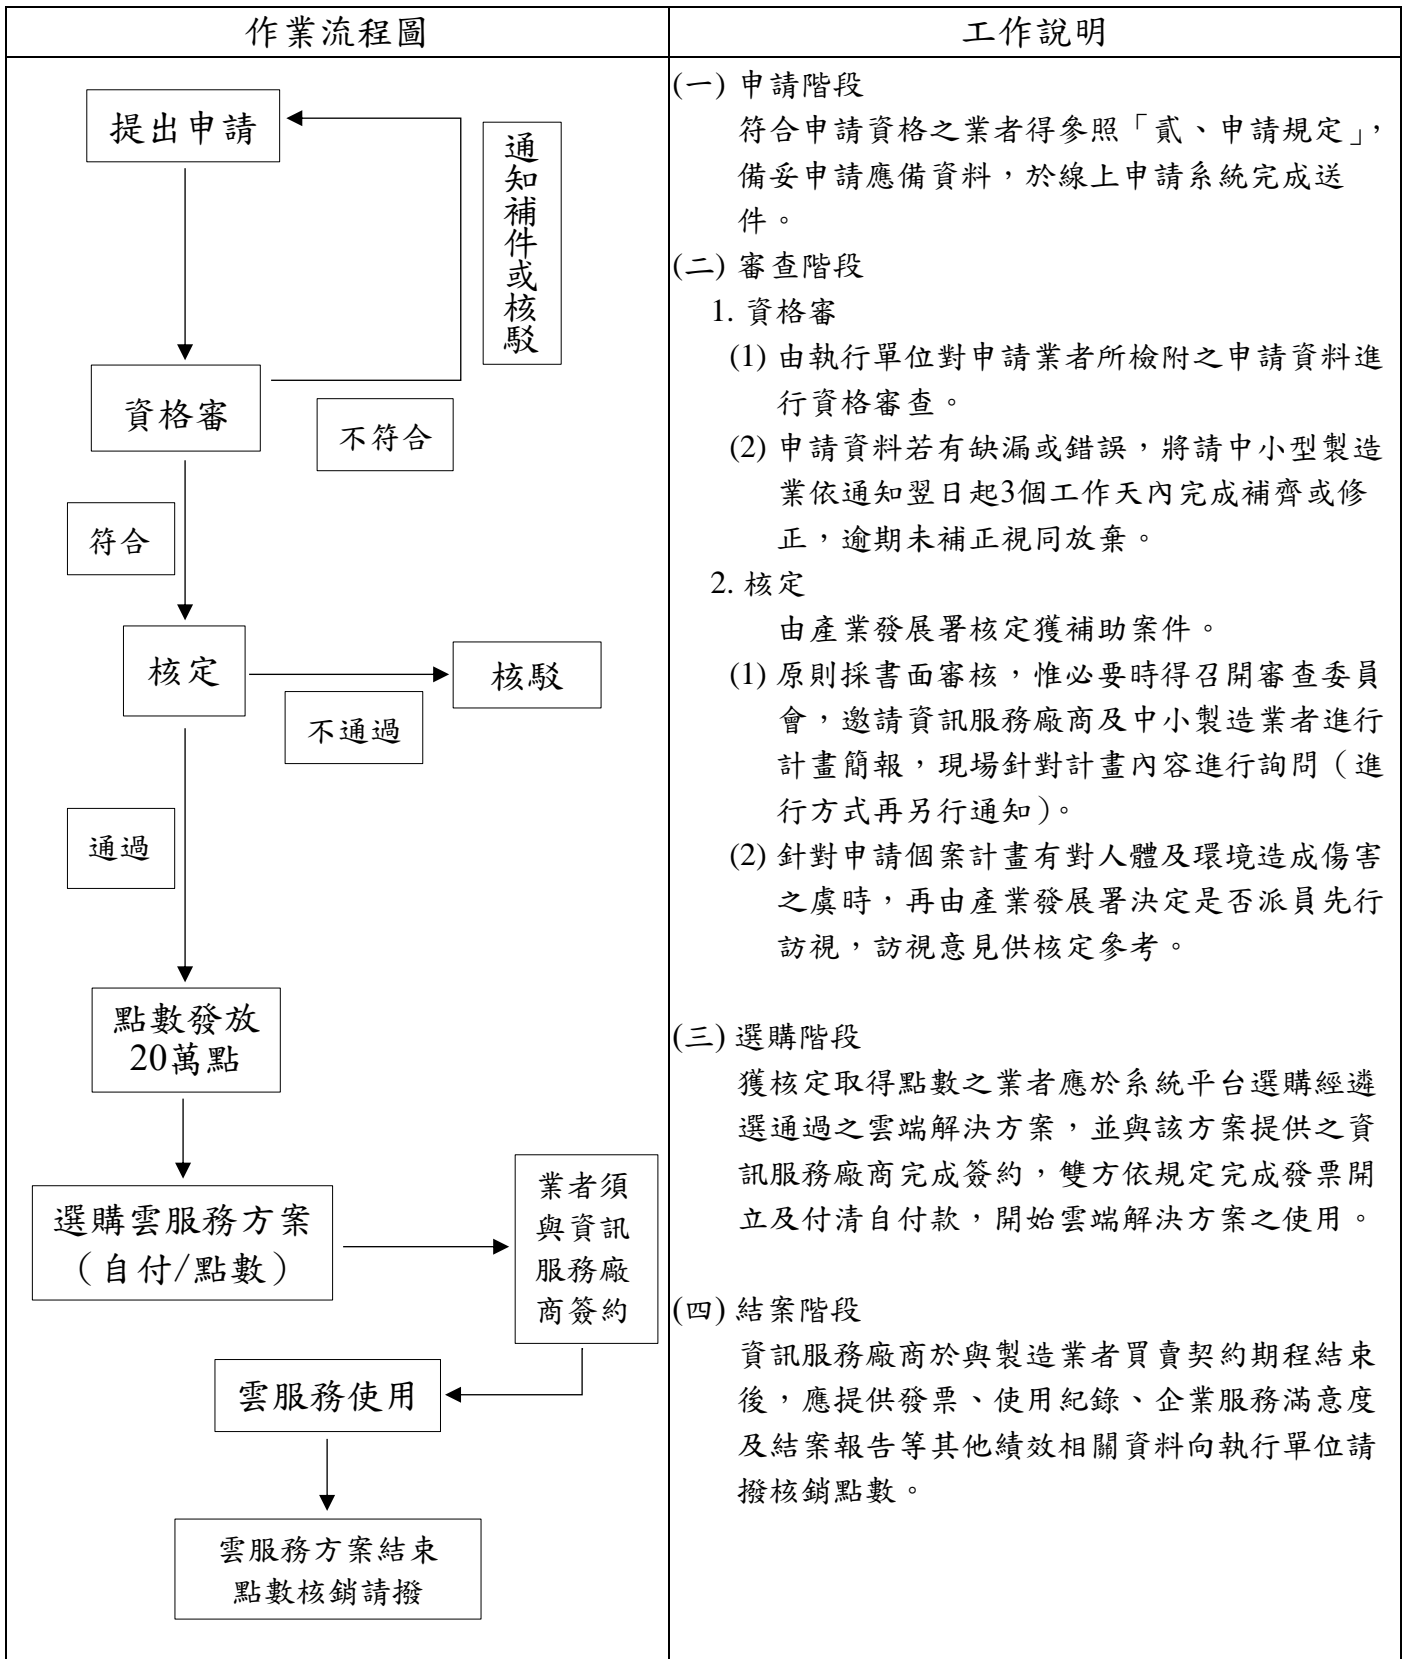 作業流程圖
提出申請
通知補件或核駁
資格審
不符合
符合
核定
核駁
不通過
通過
點數發放
20萬點
選購雲服務方案
（自付/點數）
業者須
與資訊
服務廠
商簽約
雲服務使用
雲服務方案結束
點數核銷請撥
工作說明
(一) 申請階段
符合申請資格之業者得參照「貳、申請規定」，
備妥申請應備資料，於線上申請系統完成送
件。
(二) 審查階段
1. 資格審
(1) 由執行單位對申請業者所檢附之申請資料進
行資格審查。
(2) 申請資料若有缺漏或錯誤，將請中小型製造
業依通知翌日起3個工作天內完成補齊或修
正，逾期未補正視同放棄。
2. 核定
由產業發展署核定獲補助案件。
(1) 原則採書面審核，惟必要時得召開審查委員
會，邀請資訊服務廠商及中小製造業者進行
計畫簡報，現場針對計畫內容進行詢問（進
行方式再另行通知）。
(2) 針對申請個案計畫有對人體及環境造成傷害
之虞時，再由產業發展署決定是否派員先行
訪視，訪視意見供核定參考。
(三) 選購階段
獲核定取得點數之業者應於系統平台選購經遴
選通過之雲端解決方案，並與該方案提供之資
訊服務廠商完成簽約，雙方依規定完成發票開
立及付清自付款，開始雲端解決方案之使用。
(四) 結案階段
資訊服務廠商於與製造業者買賣契約期程結束
後，應提供發票、使用紀錄、企業服務滿意度
及結案報告等其他績效相關資料向執行單位請
撥核銷點數。